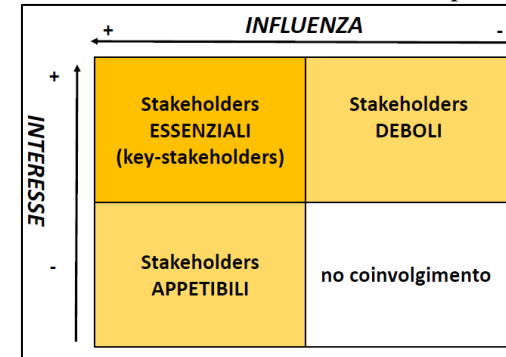 INFLUENZA
+
-
+
INTERESSE
-
Stakeholders
ESSENZIALI
(key-stakeholders)
Stakeholders
DEBOLI
Stakeholders
APPETIBILI
no coinvolgimento